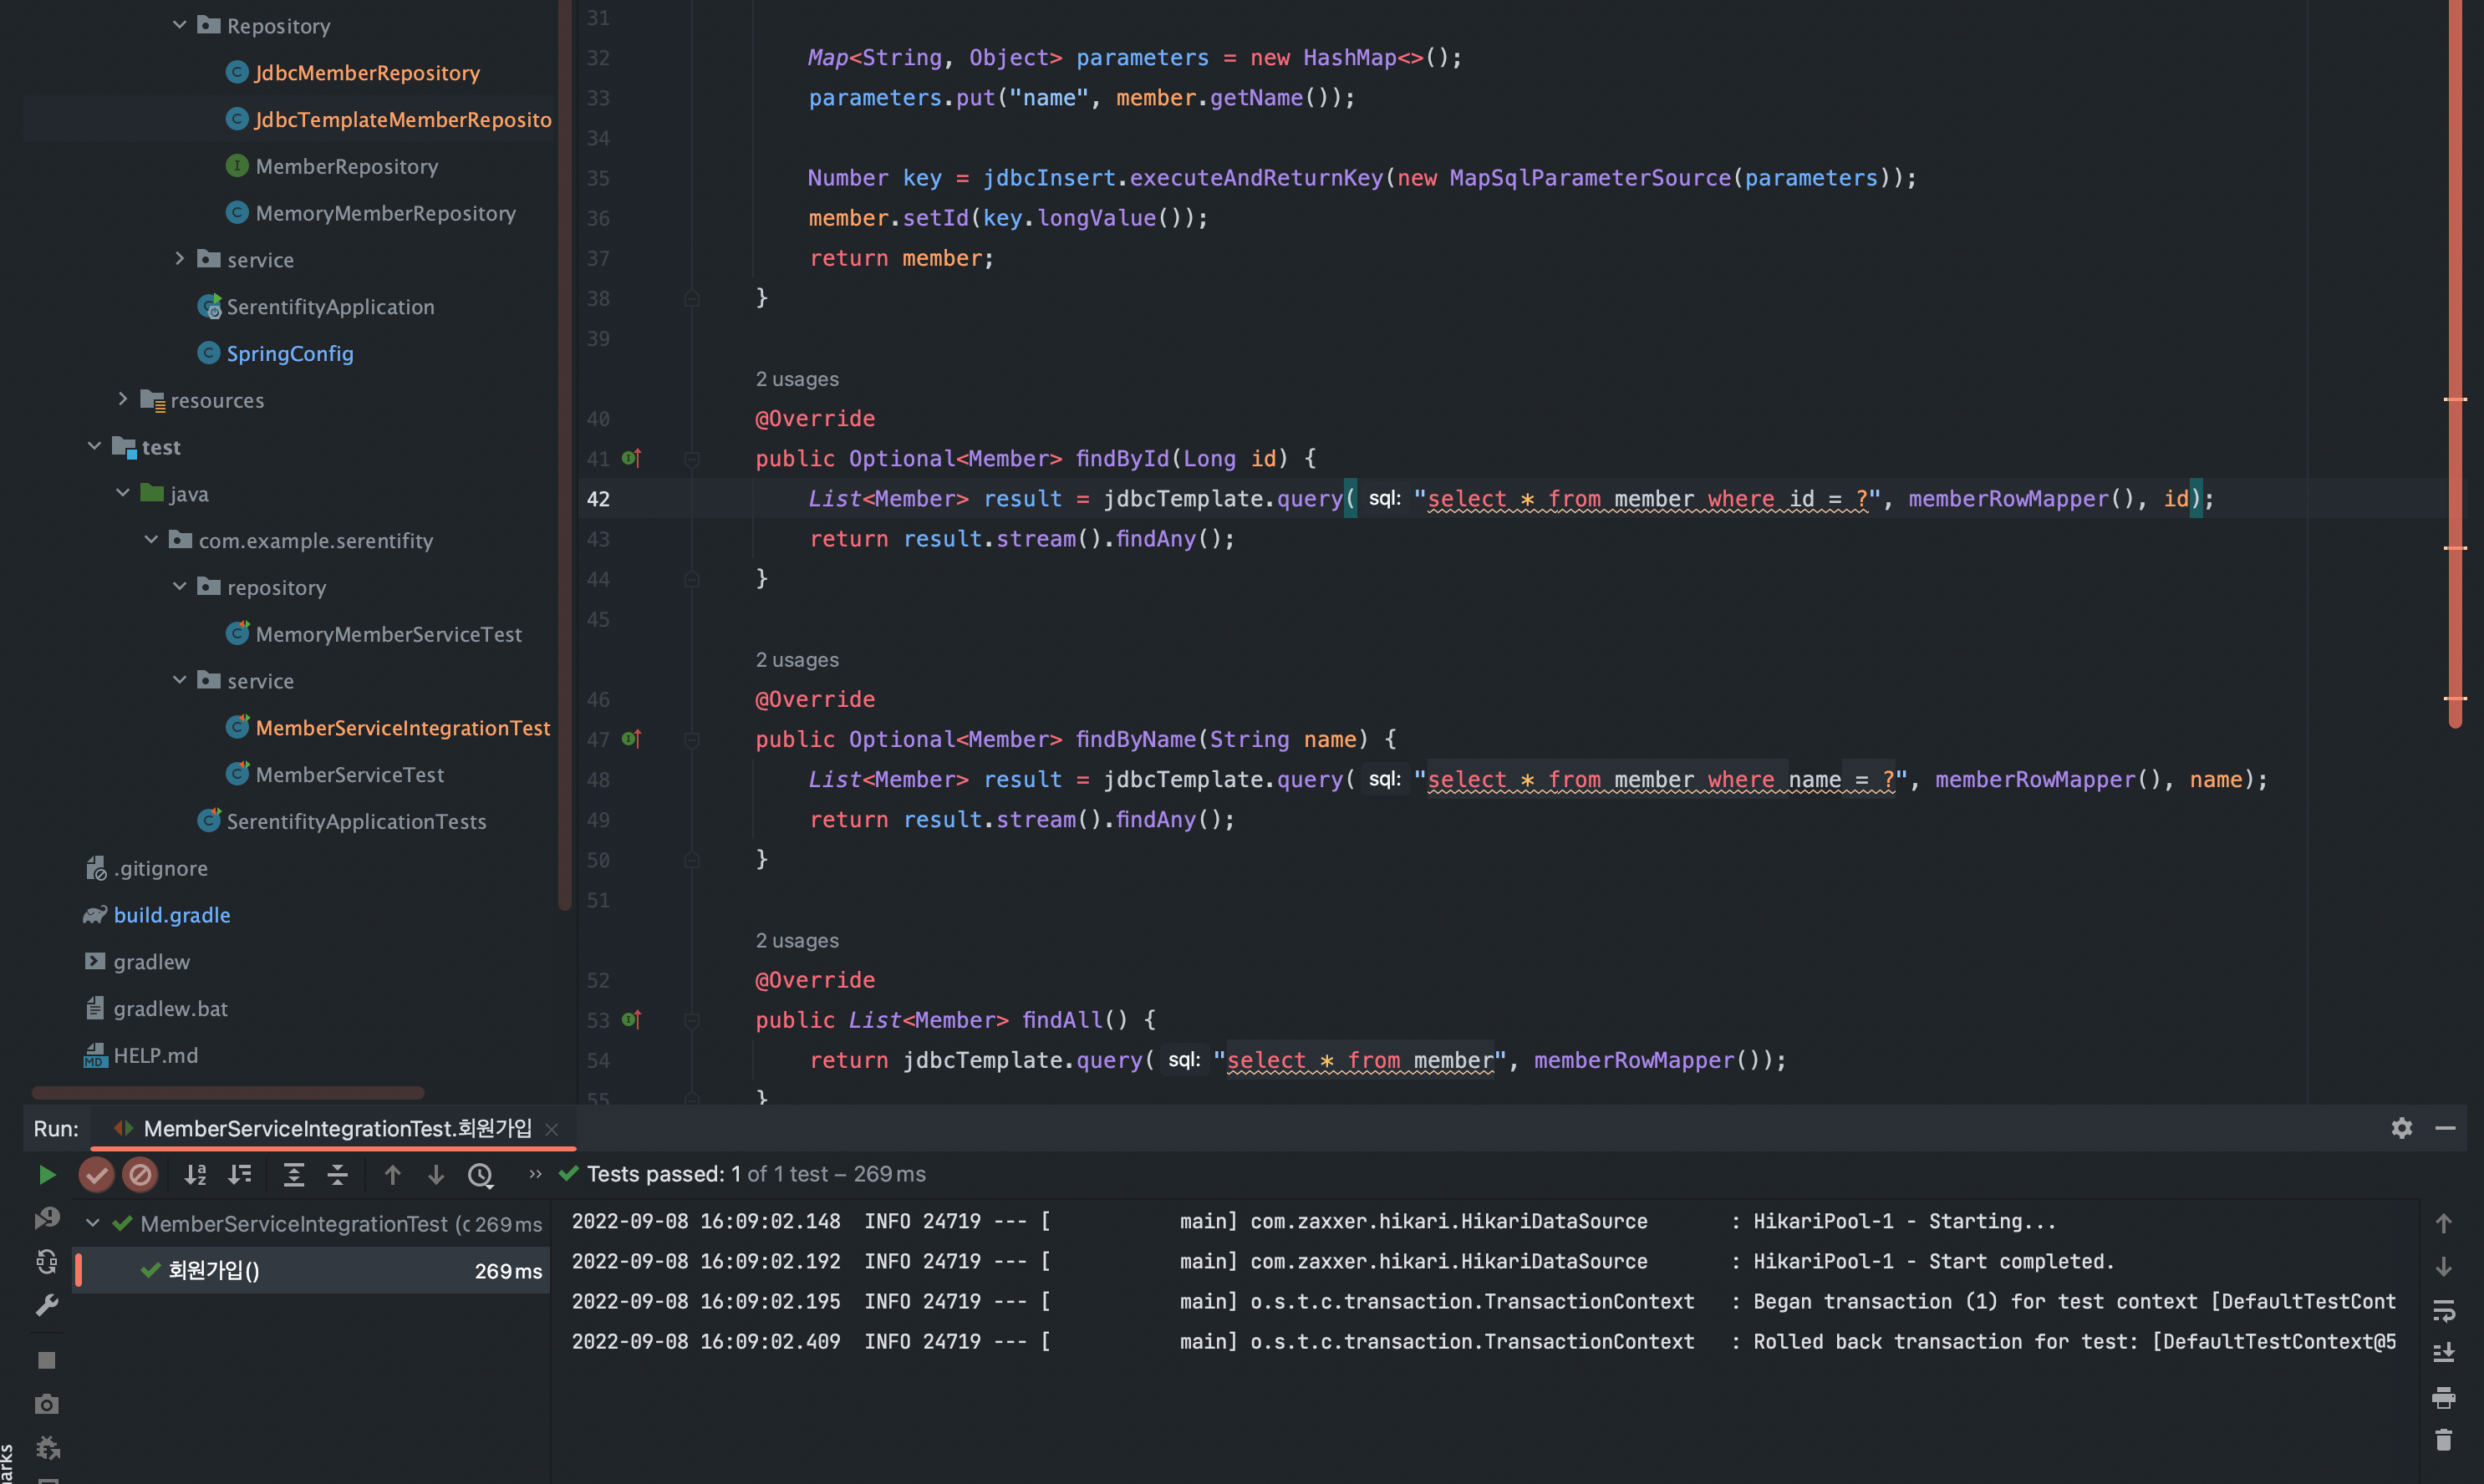 Repository
JdbcMemberRepository
JdbcTemplateMemberReposito
MemberRepository
MemoryMemberRepository
service
SerentifityApplication
SpringConfig
resources
test
java
com.example.serentifity
repository
MemoryMemberServiceTest
service
MemberServiceIntegrationTest
MemberServiceTest
SerentifityApplicationTests
.gitignore
build.gradle
gradlew
gradlew.bat
HELP.md
31
32 Map<String, Object> parameters = new HashMap<>();
33 parameters.put("name", member.getName());
34
35 Number key = jdbcInsert.executeAndReturnKey(new MapSqlParameterSource(parameters));
36 member.setId(key.longValue());
37 return member;
38 }
39
2 usages
40 @Override
41 public Optional<Member> findById(Long id) {
42 List<Member> result = jdbcTemplate.query( sql: "select * from member where id = ?", memberRowMapper(), id);
43 return result.stream().findAny();
44 }
45
2 usages
46 @Override
47 public Optional<Member> findByName(String name) {
48 List<Member> result = jdbcTemplate.query( sql: "select * from member where name = ?", memberRowMapper(), name);
49 return result.stream().findAny();
50 }
51
2 usages
52 @Override
53 public List<Member> findAll() {
54 return jdbcTemplate.query( sql: "select * from member", memberRowMapper());
55 }
Run: MemberServiceIntegrationTest.회원가입
Tests passed: 1 of 1 test – 269 ms
MemberServiceIntegrationTest (c 269 ms
회원가입() 269 ms
2022-09-08 16:09:02.148 INFO 24719 --- [ main] com.zaxxer.hikari.HikariDataSource : HikariPool-1 - Starting...
2022-09-08 16:09:02.192 INFO 24719 --- [ main] com.zaxxer.hikari.HikariDataSource : HikariPool-1 - Start completed.
2022-09-08 16:09:02.195 INFO 24719 --- [ main] o.s.t.c.transaction.TransactionContext : Began transaction (1) for test context [DefaultTestCont
2022-09-08 16:09:02.409 INFO 24719 --- [ main] o.s.t.c.transaction.TransactionContext : Rolled back transaction for test: [DefaultTestContext@5
arks